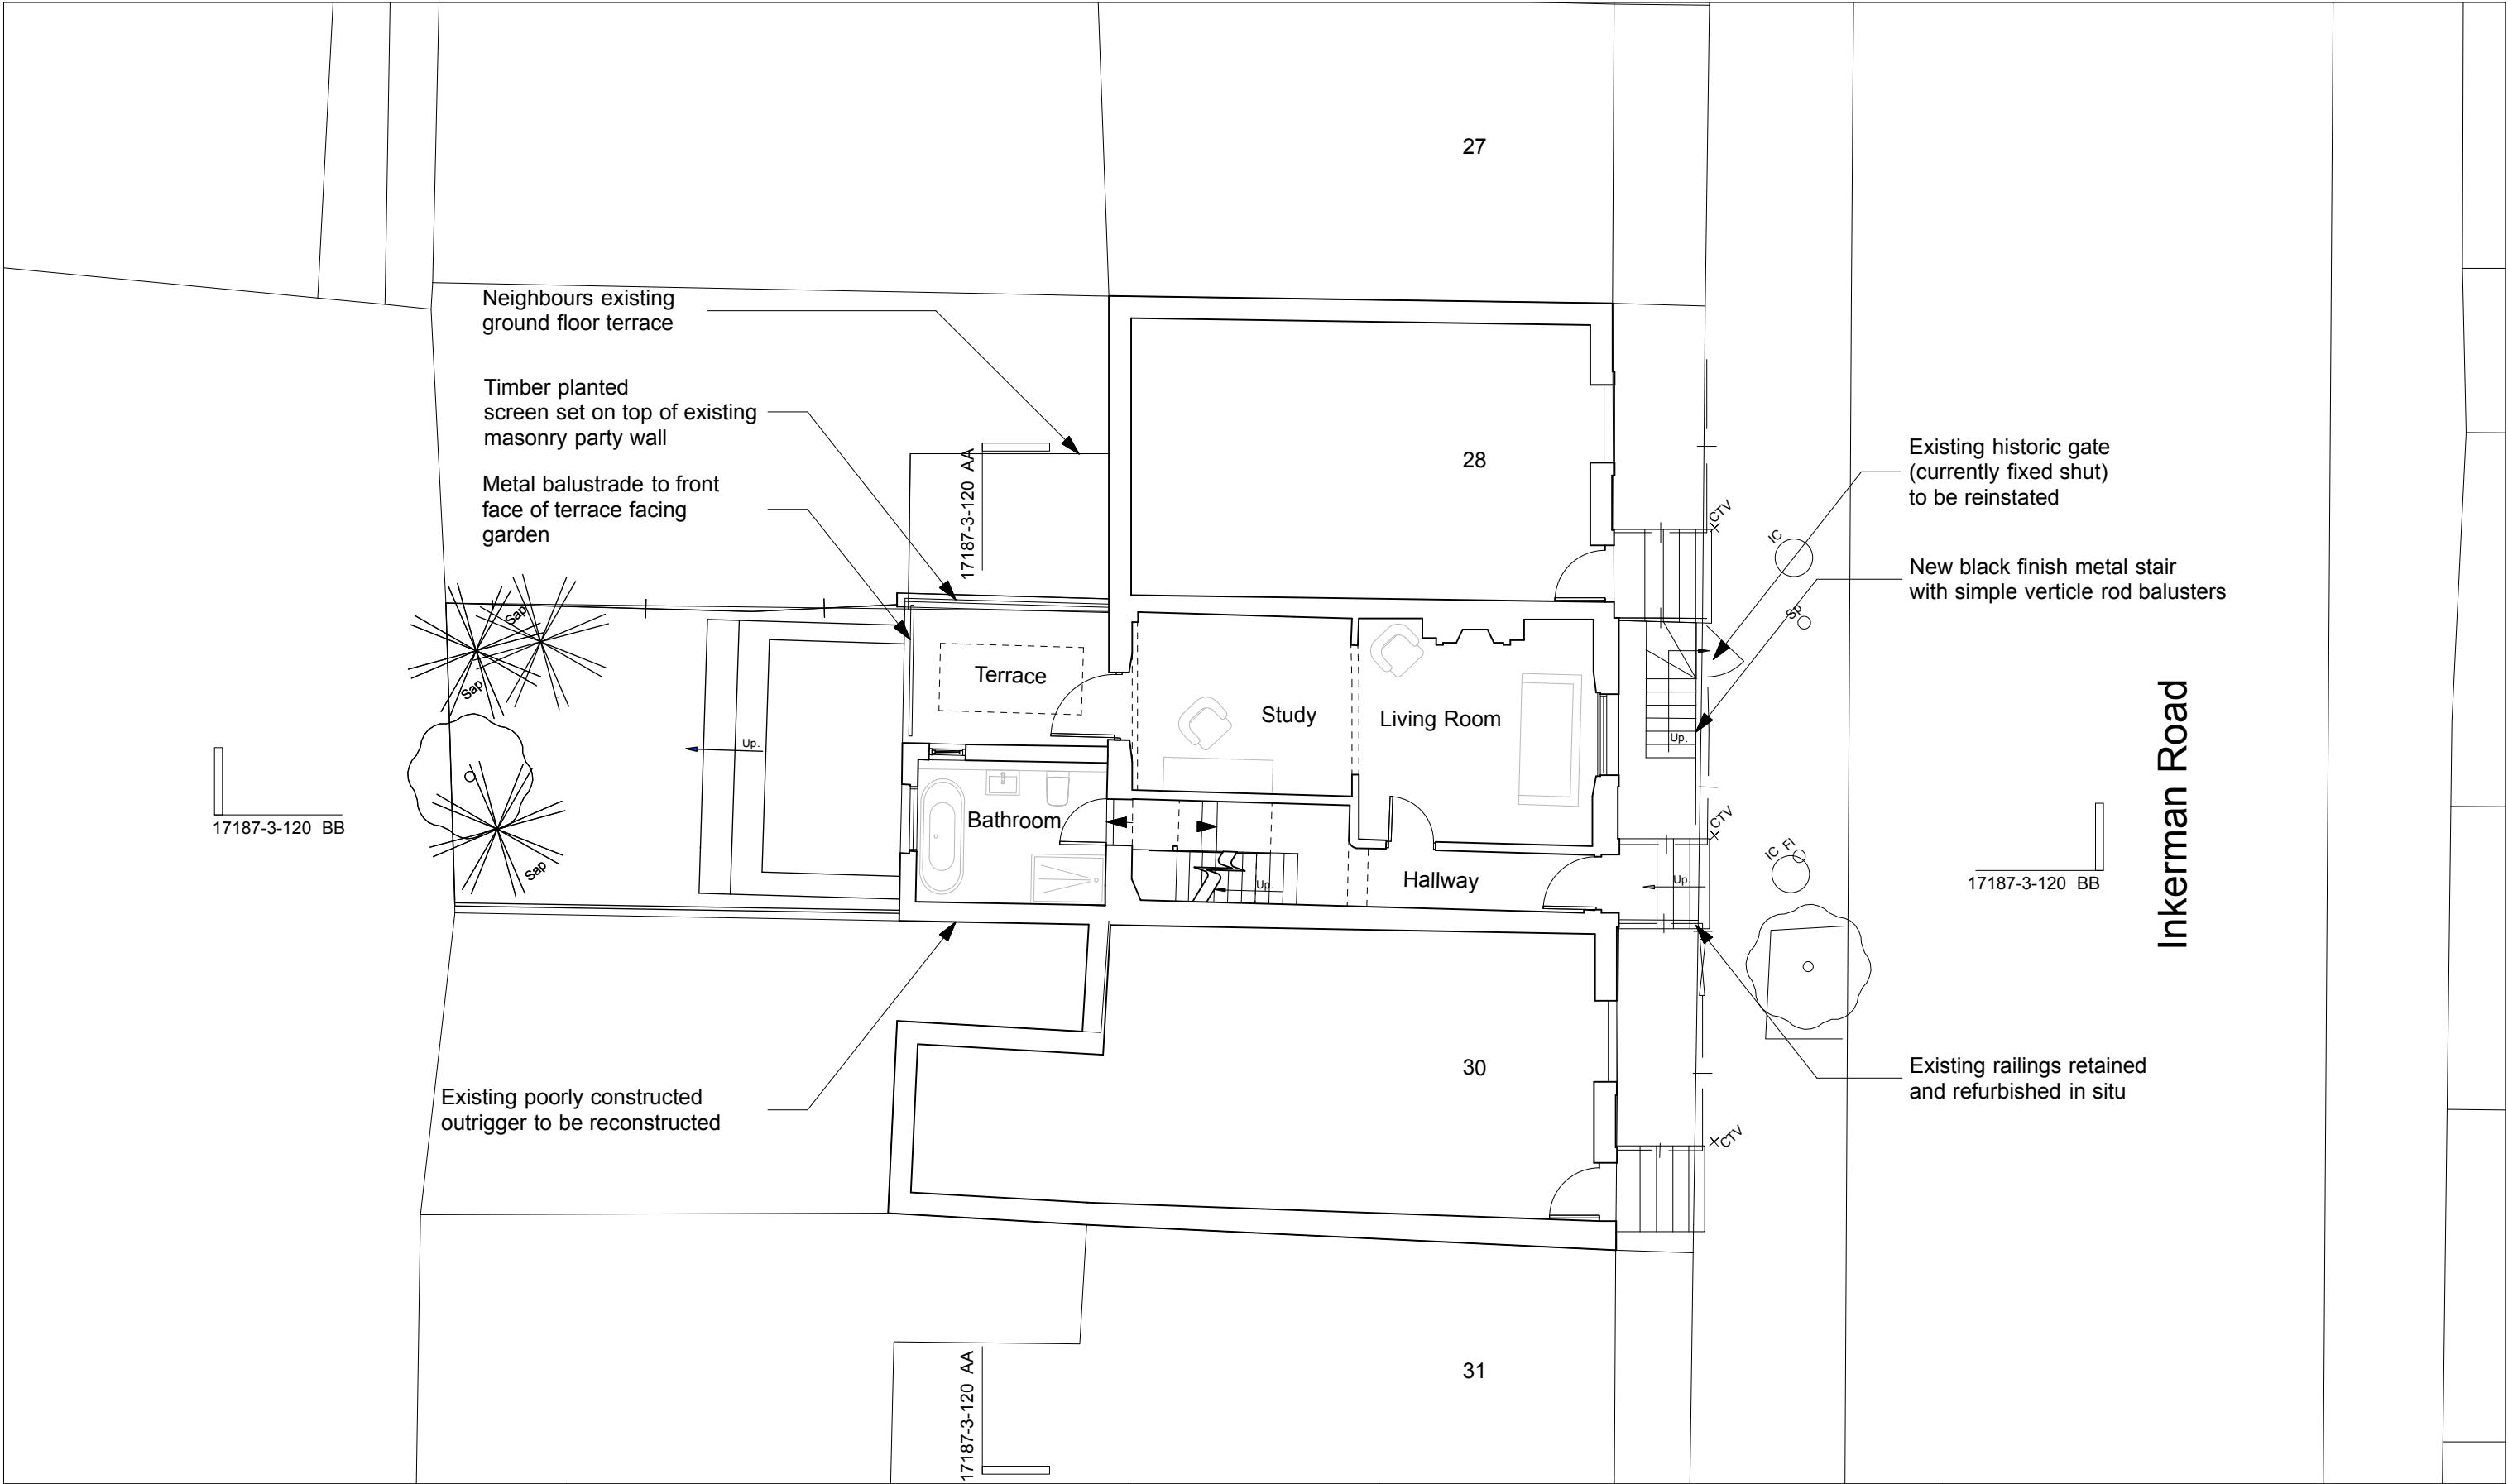 27
Neighbours existing
ground floor terrace
Timber planted
screen set on top of existing
masonry party wall
Metal balustrade to front
face of terrace facing
garden
17187-3-120 AA
28
Existing historic gate
(currently fixed shut)
to be reinstated
New black finish metal stair
with simple verticle rod balusters
CTV
IC
Sp
Sap
Sap
Sap
Terrace
Study
Living Room
Up.
Up.
Bathroom
Hallway
Up.
Up.
CTV
IC FI
17187-3-120 BB
17187-3-120 BB
Inkerman Road
30
Existing railings retained
and refurbished in situ
Existing poorly constructed
outrigger to be reconstructed
CTV
31
17187-3-120 AA